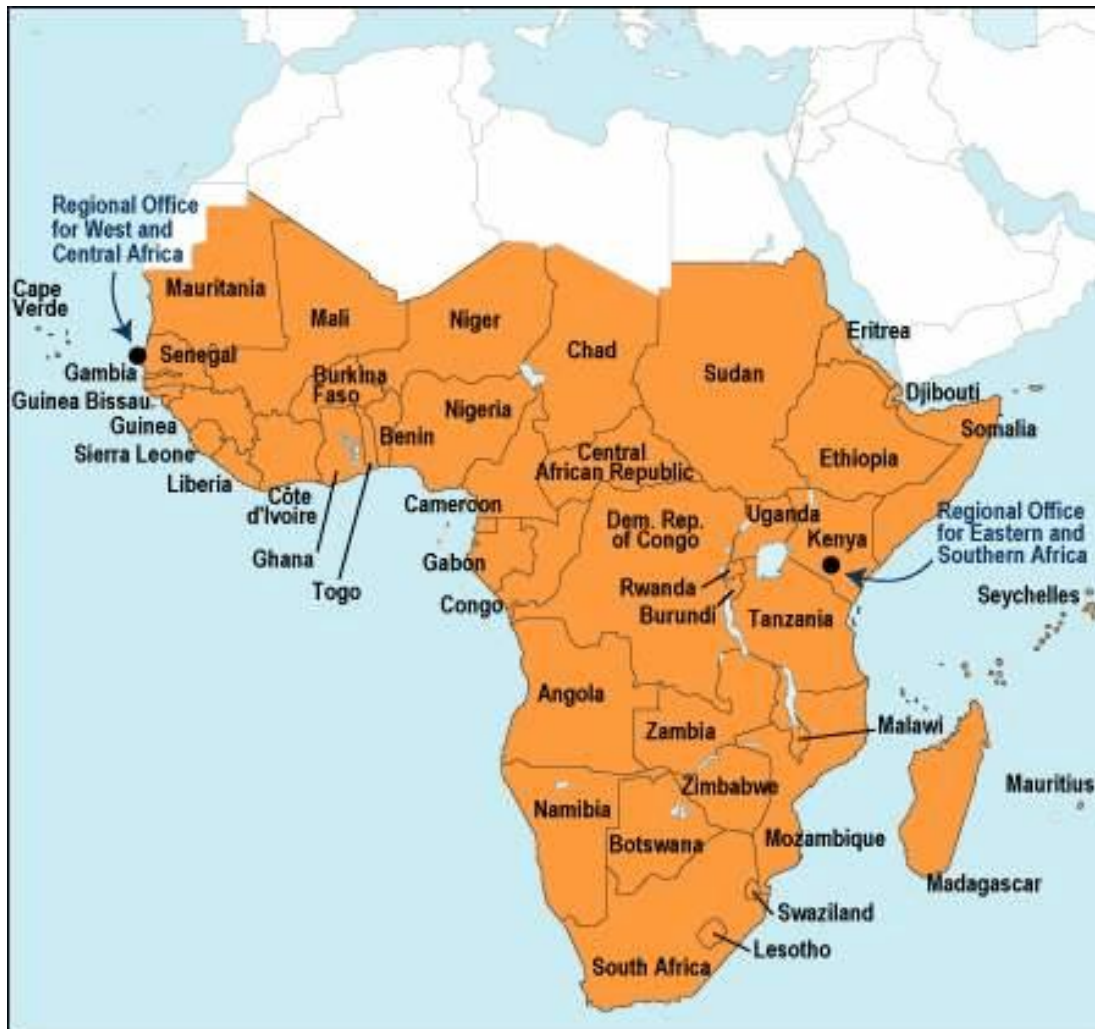 Regional Office
for West and
Central Africa
Cape
Verde
Mauritania
Mali
Niger
Chad
Sudan
Eritrea
Senegal
Gambia
Burkina
Faso
Guinea Bissau
Nigeria
Benin
Djibouti
Guinea
Somalia
Sierra Leone
Central
African Republic
Ethiopia
Liberia
Côte
d'Ivoire
Cameroon
Ghana
Togo
Dem. Rep.
of Congo
Uganda
Kenya
Regional Office
for Eastern and
Southern Africa
Gabon
Rwanda
Congo
Burundi
Tanzania
Seychelles
Angola
Zambia
Malawi
Zimbabwe
Mauritius
Namibia
Botswana
Mozambique
Madagascar
Swaziland
Lesotho
South Africa